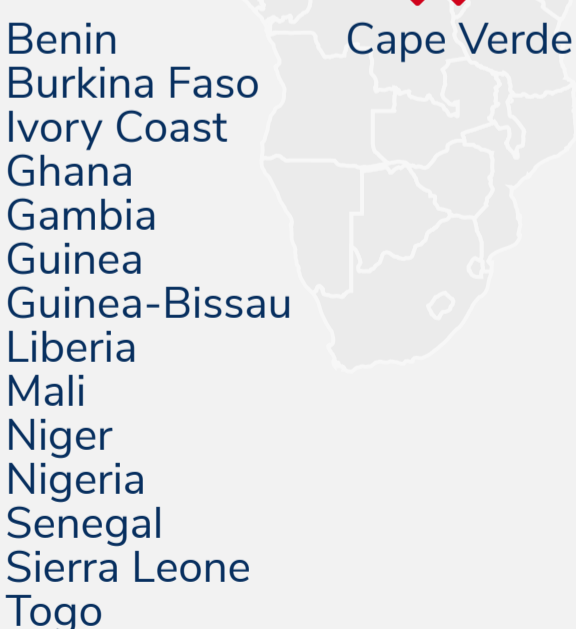 Benin
Cape Verde
Burkina Faso
Ivory Coast
Ghana
Gambia
Guinea
Guinea-Bissau
Liberia
Mali
Niger
Nigeria
Senegal
Sierra Leone
Togo